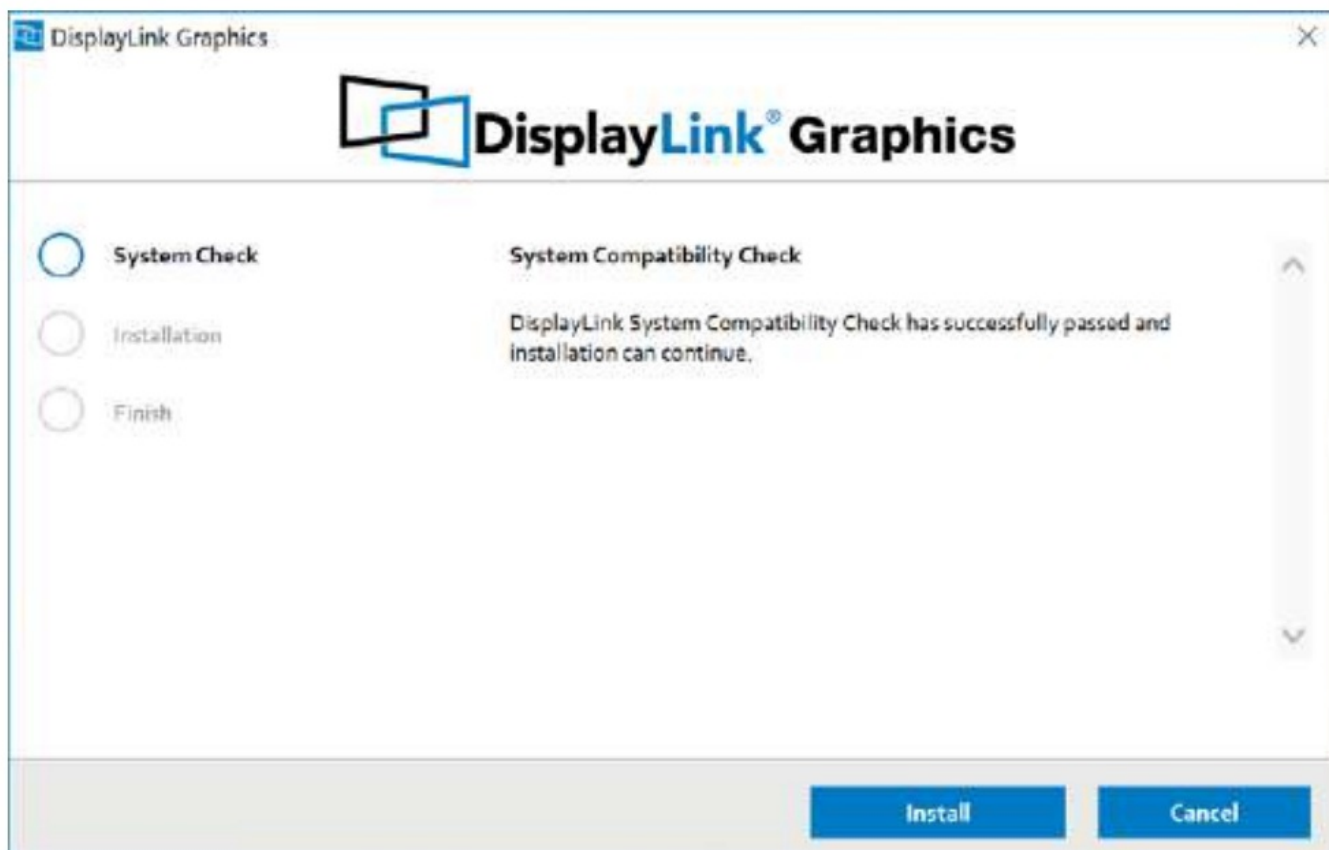 DisplayLink Graphics
DisplayLink® Graphics
System Check
Installation
Finish
System Compatibility Check
DisplayLink System Compatibility Check has successfully passed and
installation can continue.
Install
Cancel